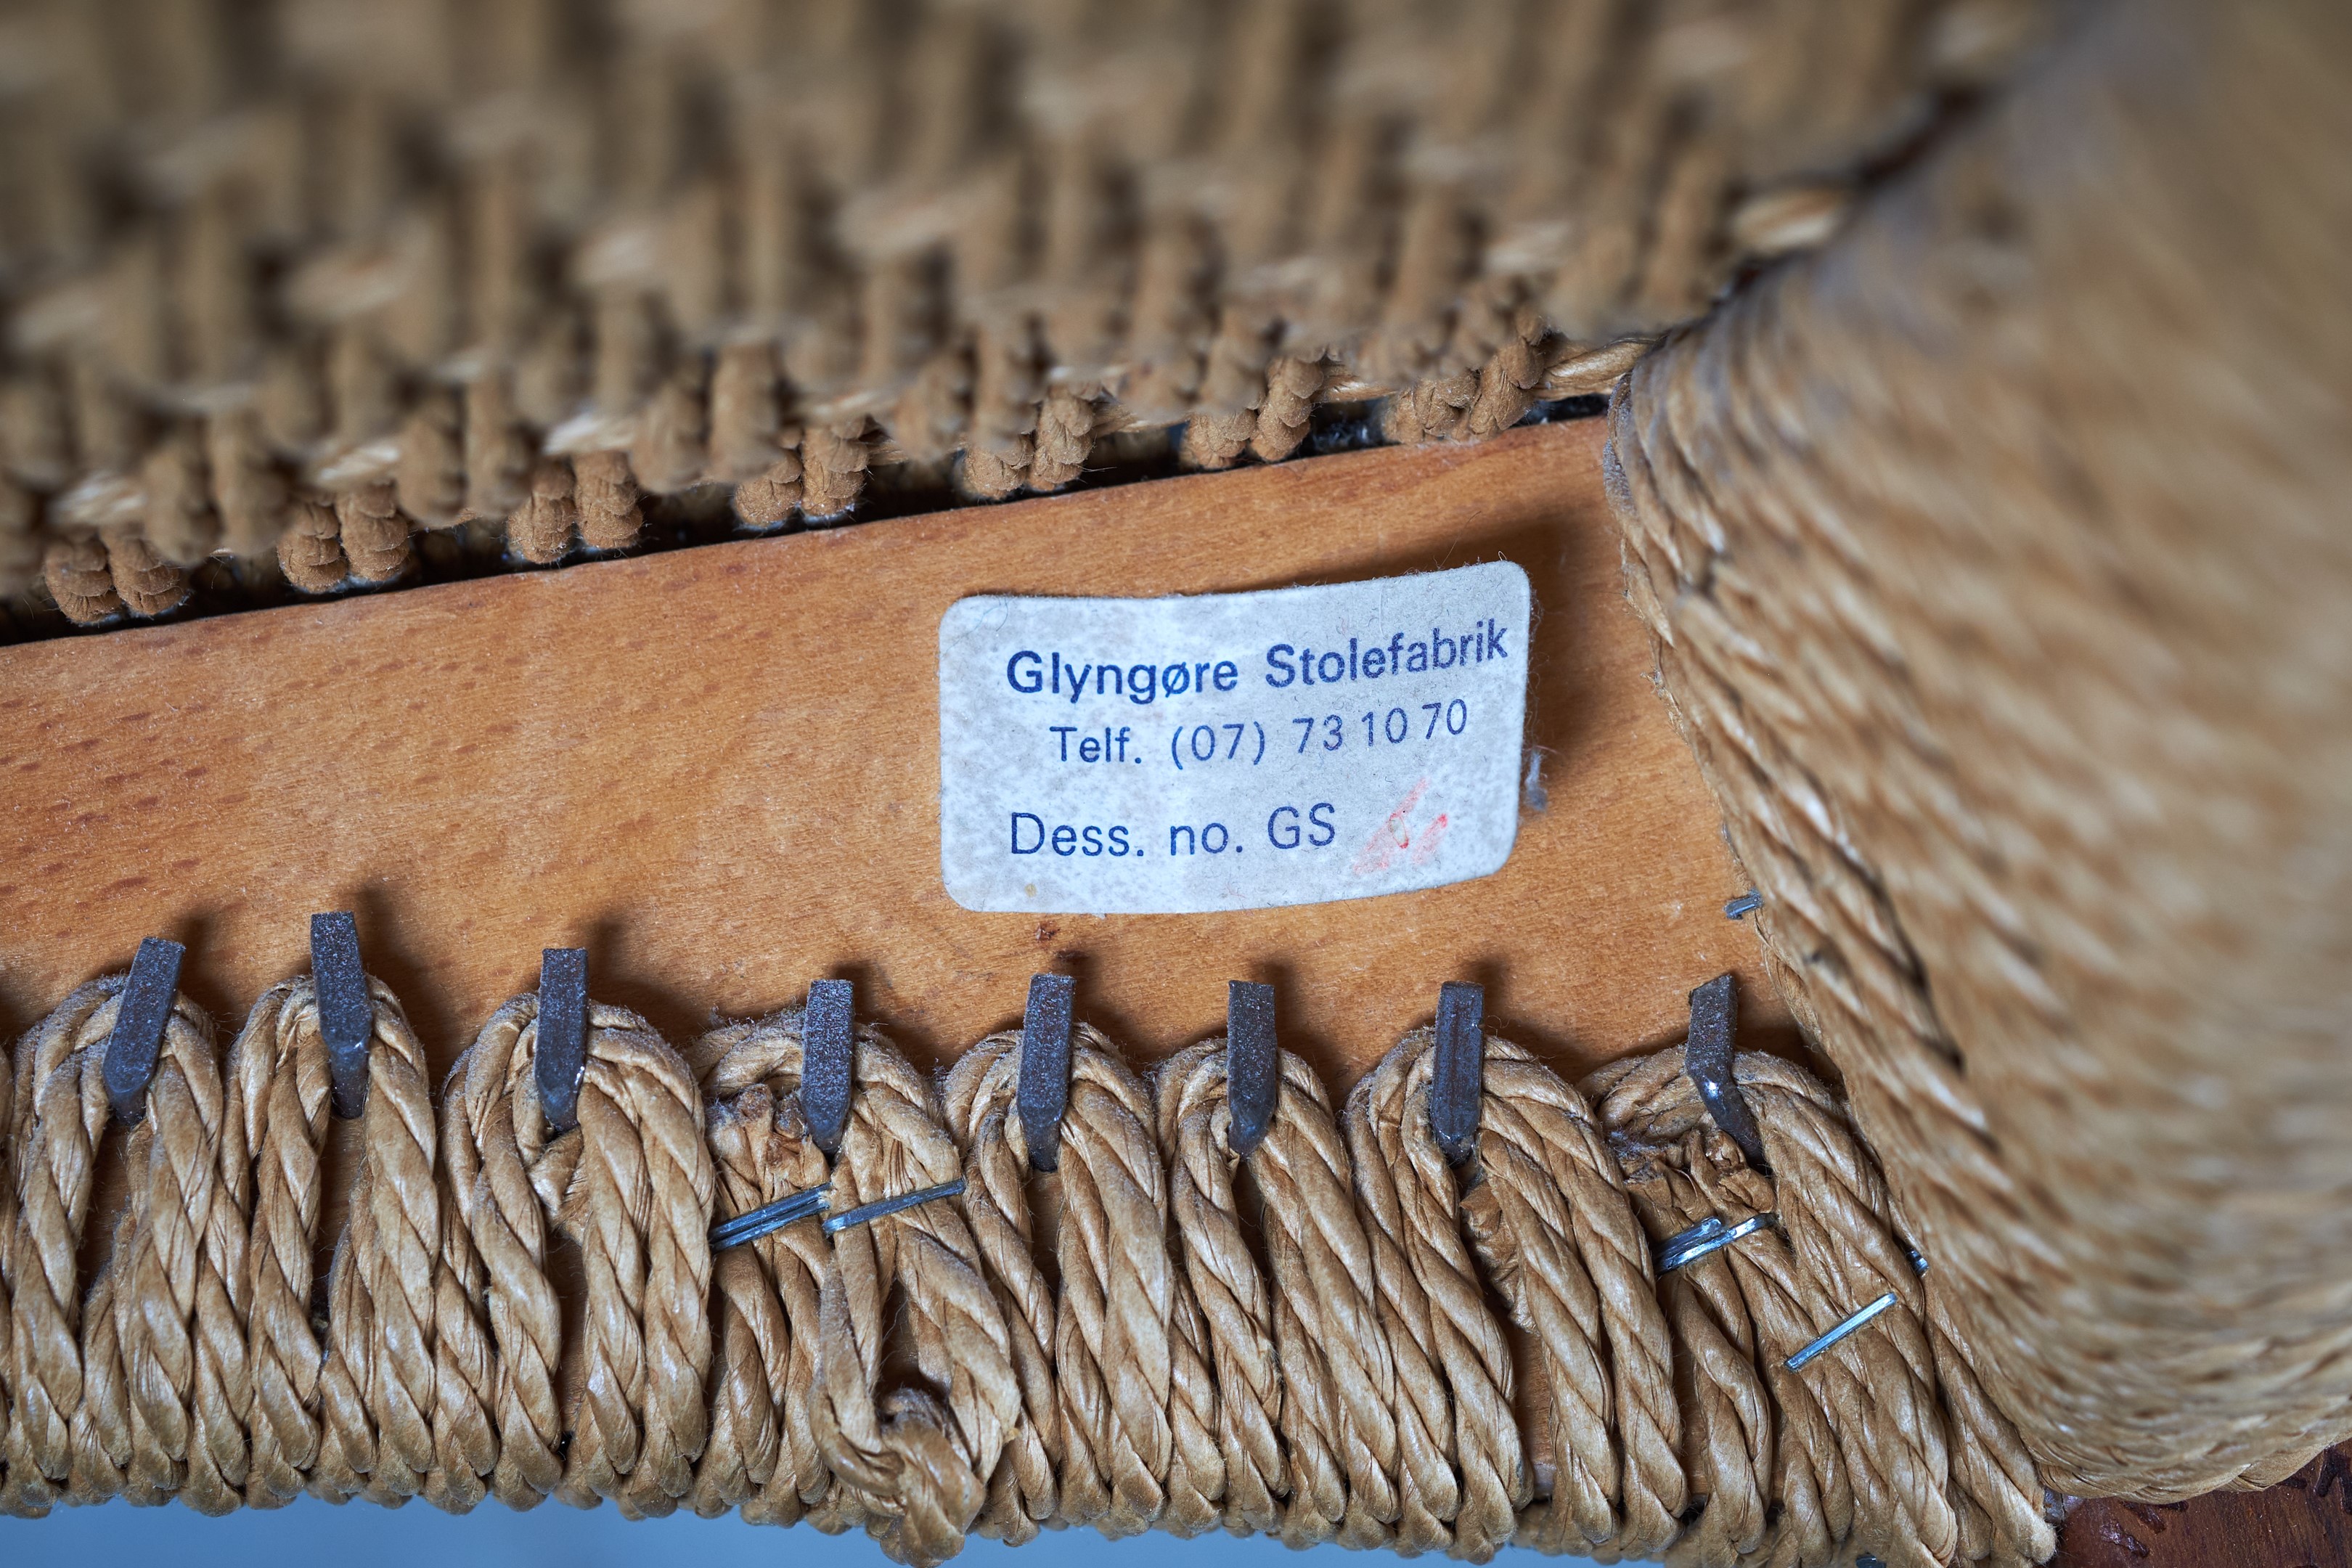 Glyngøre Stolefabrik
Telf. (07) 73 10 70
Dess. no. GS